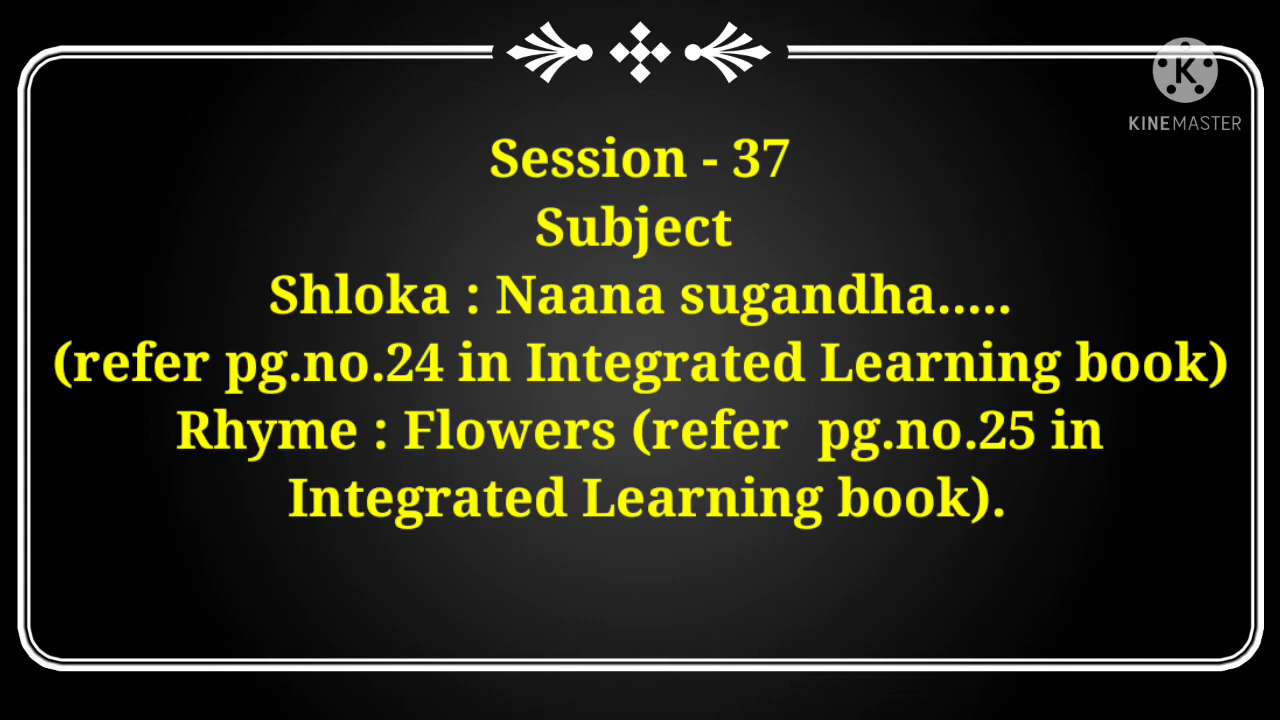 K
KINEMASTER
Session - 37
Subject
Shloka : Naana sugandha.....
(refer pg.no.24 in Integrated Learning book)
Rhyme : Flowers (refer  pg.no.25 in
Integrated Learning book).